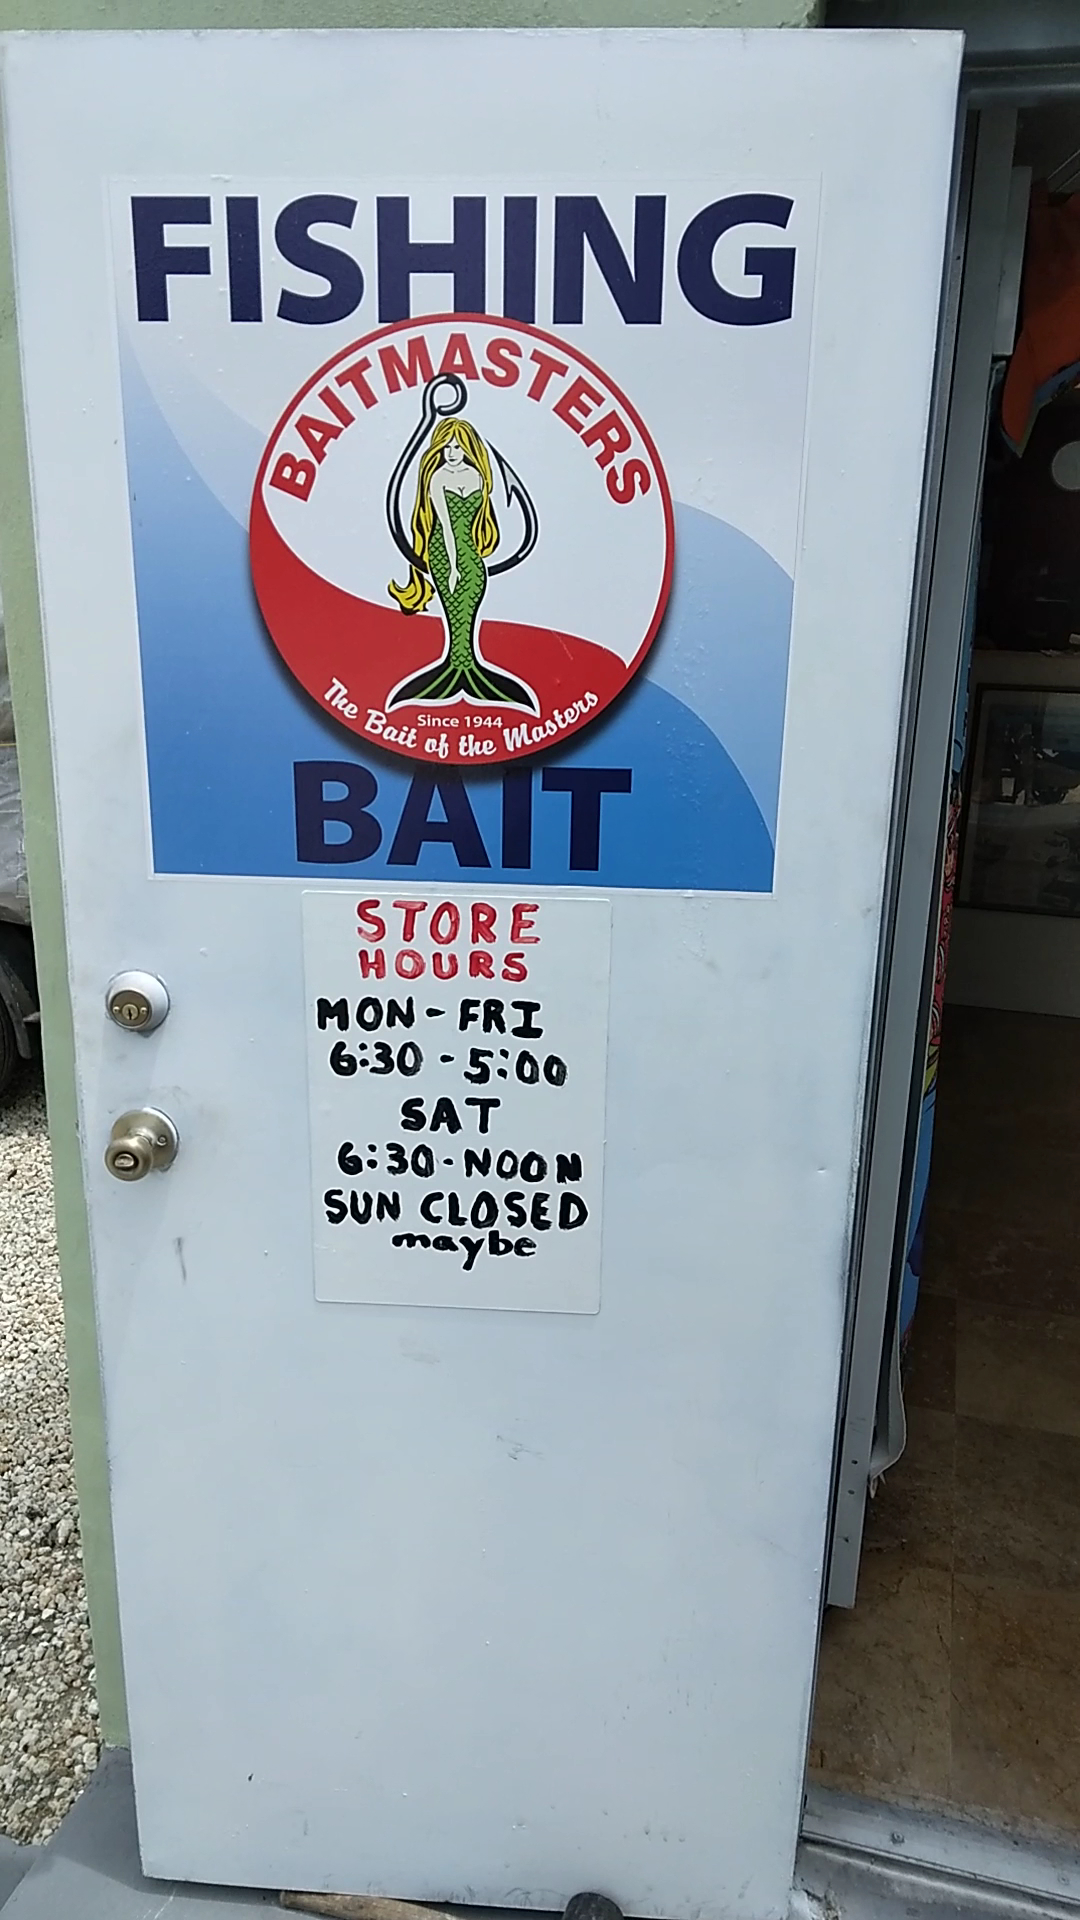 FISHING
BAITMASTERS
Since 1944
The Bait of the Masters
BAIT
STORE
HOURS
MON-FRI
6:30-5:00
SAT
6:30-NOON
SUN CLOSED
maybe